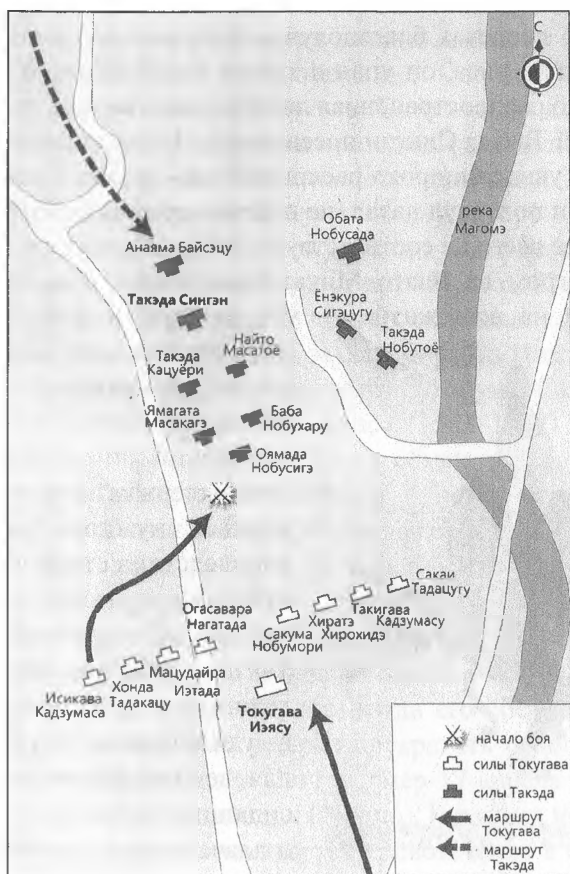 С
река
Магомэ
Обата
Нобусада
Анаяма Байсэцу
Такэда Сингэн
Ёнэкура
Сигэцугу
Такэда
Нобутоё
Найто
Масатоё
Такэда
Кацуёри
Ямагата
Масакагэ
Баба
Нобухару
Оямада
Нобусигэ
Сакаи
Тадацугу
Такигава
Кадзумасу
Хиратэ
Хирохидэ
Огасавара
Нагатада
Сакума
Нобумори
Мацудайра
Иэтада
Хонда
Тадакацу
Исикава
Кадзумаса
Токугава
Иэясу
начало боя
силы Токугава
силы Такэда
маршрут
Токугава
маршрут
Такэда